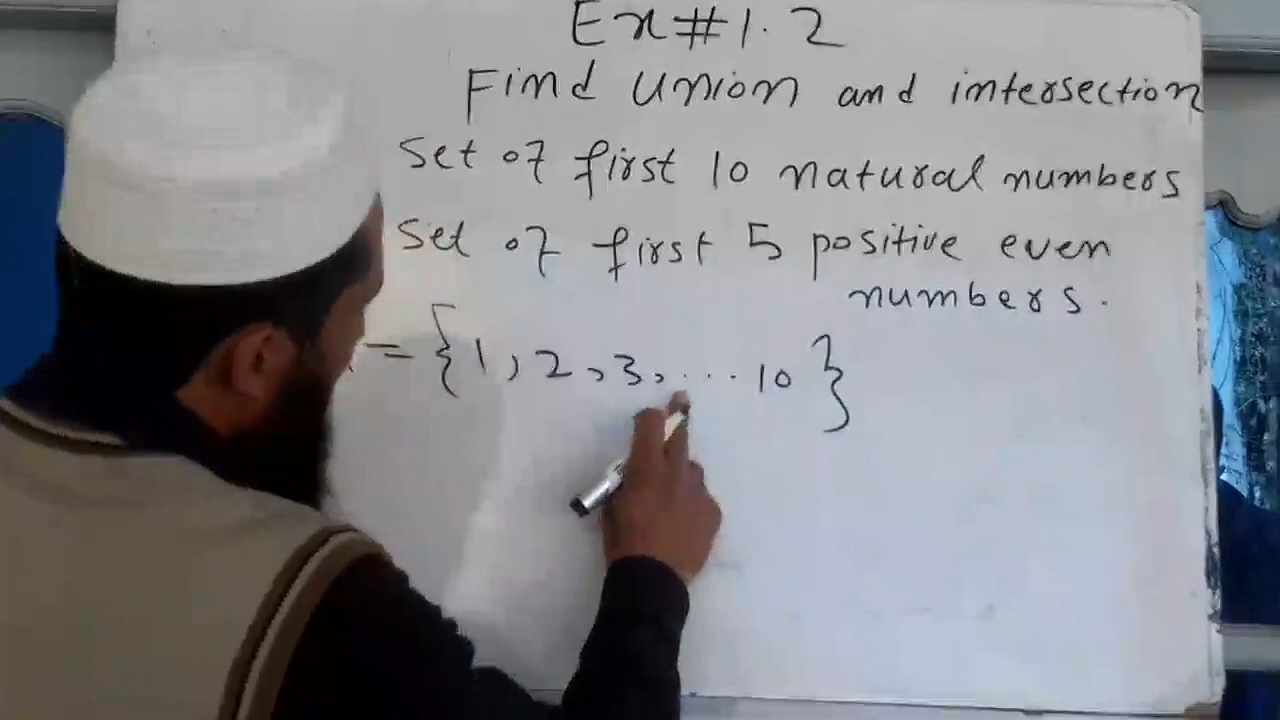 Ex#1.2
Find union and intersection
Set of first 10 natural numbers
Set of first 5 positive even
numbers.
= {1, 2, 3, ... 10}